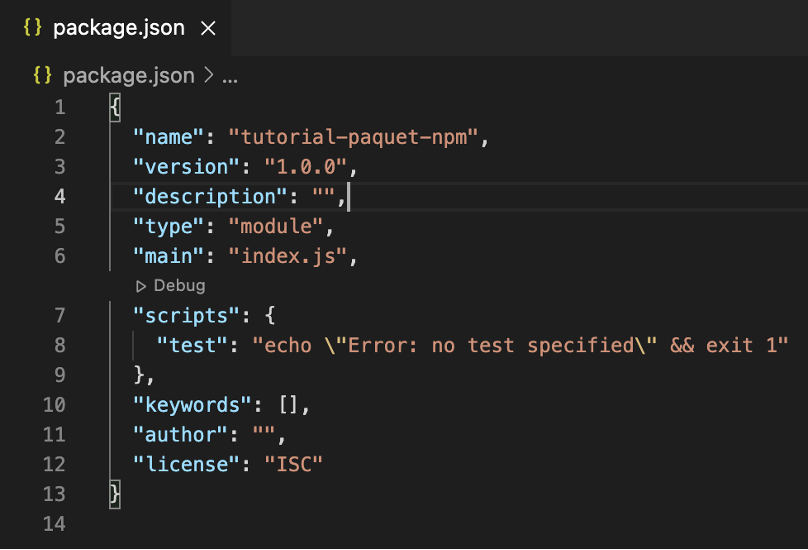 {} package.json ×
{} package.json > ...
1 {
2 "name": "tutorial-paquet-npm",
3 "version": "1.0.0",
4 "description": "",
5 "type": "module",
6 "main": "index.js",
Debug
7 "scripts": {
8 "test": "echo \"Error: no test specified\" && exit 1"
9 },
10 "keywords": [],
11 "author": "",
12 "license": "ISC"
13 }
14